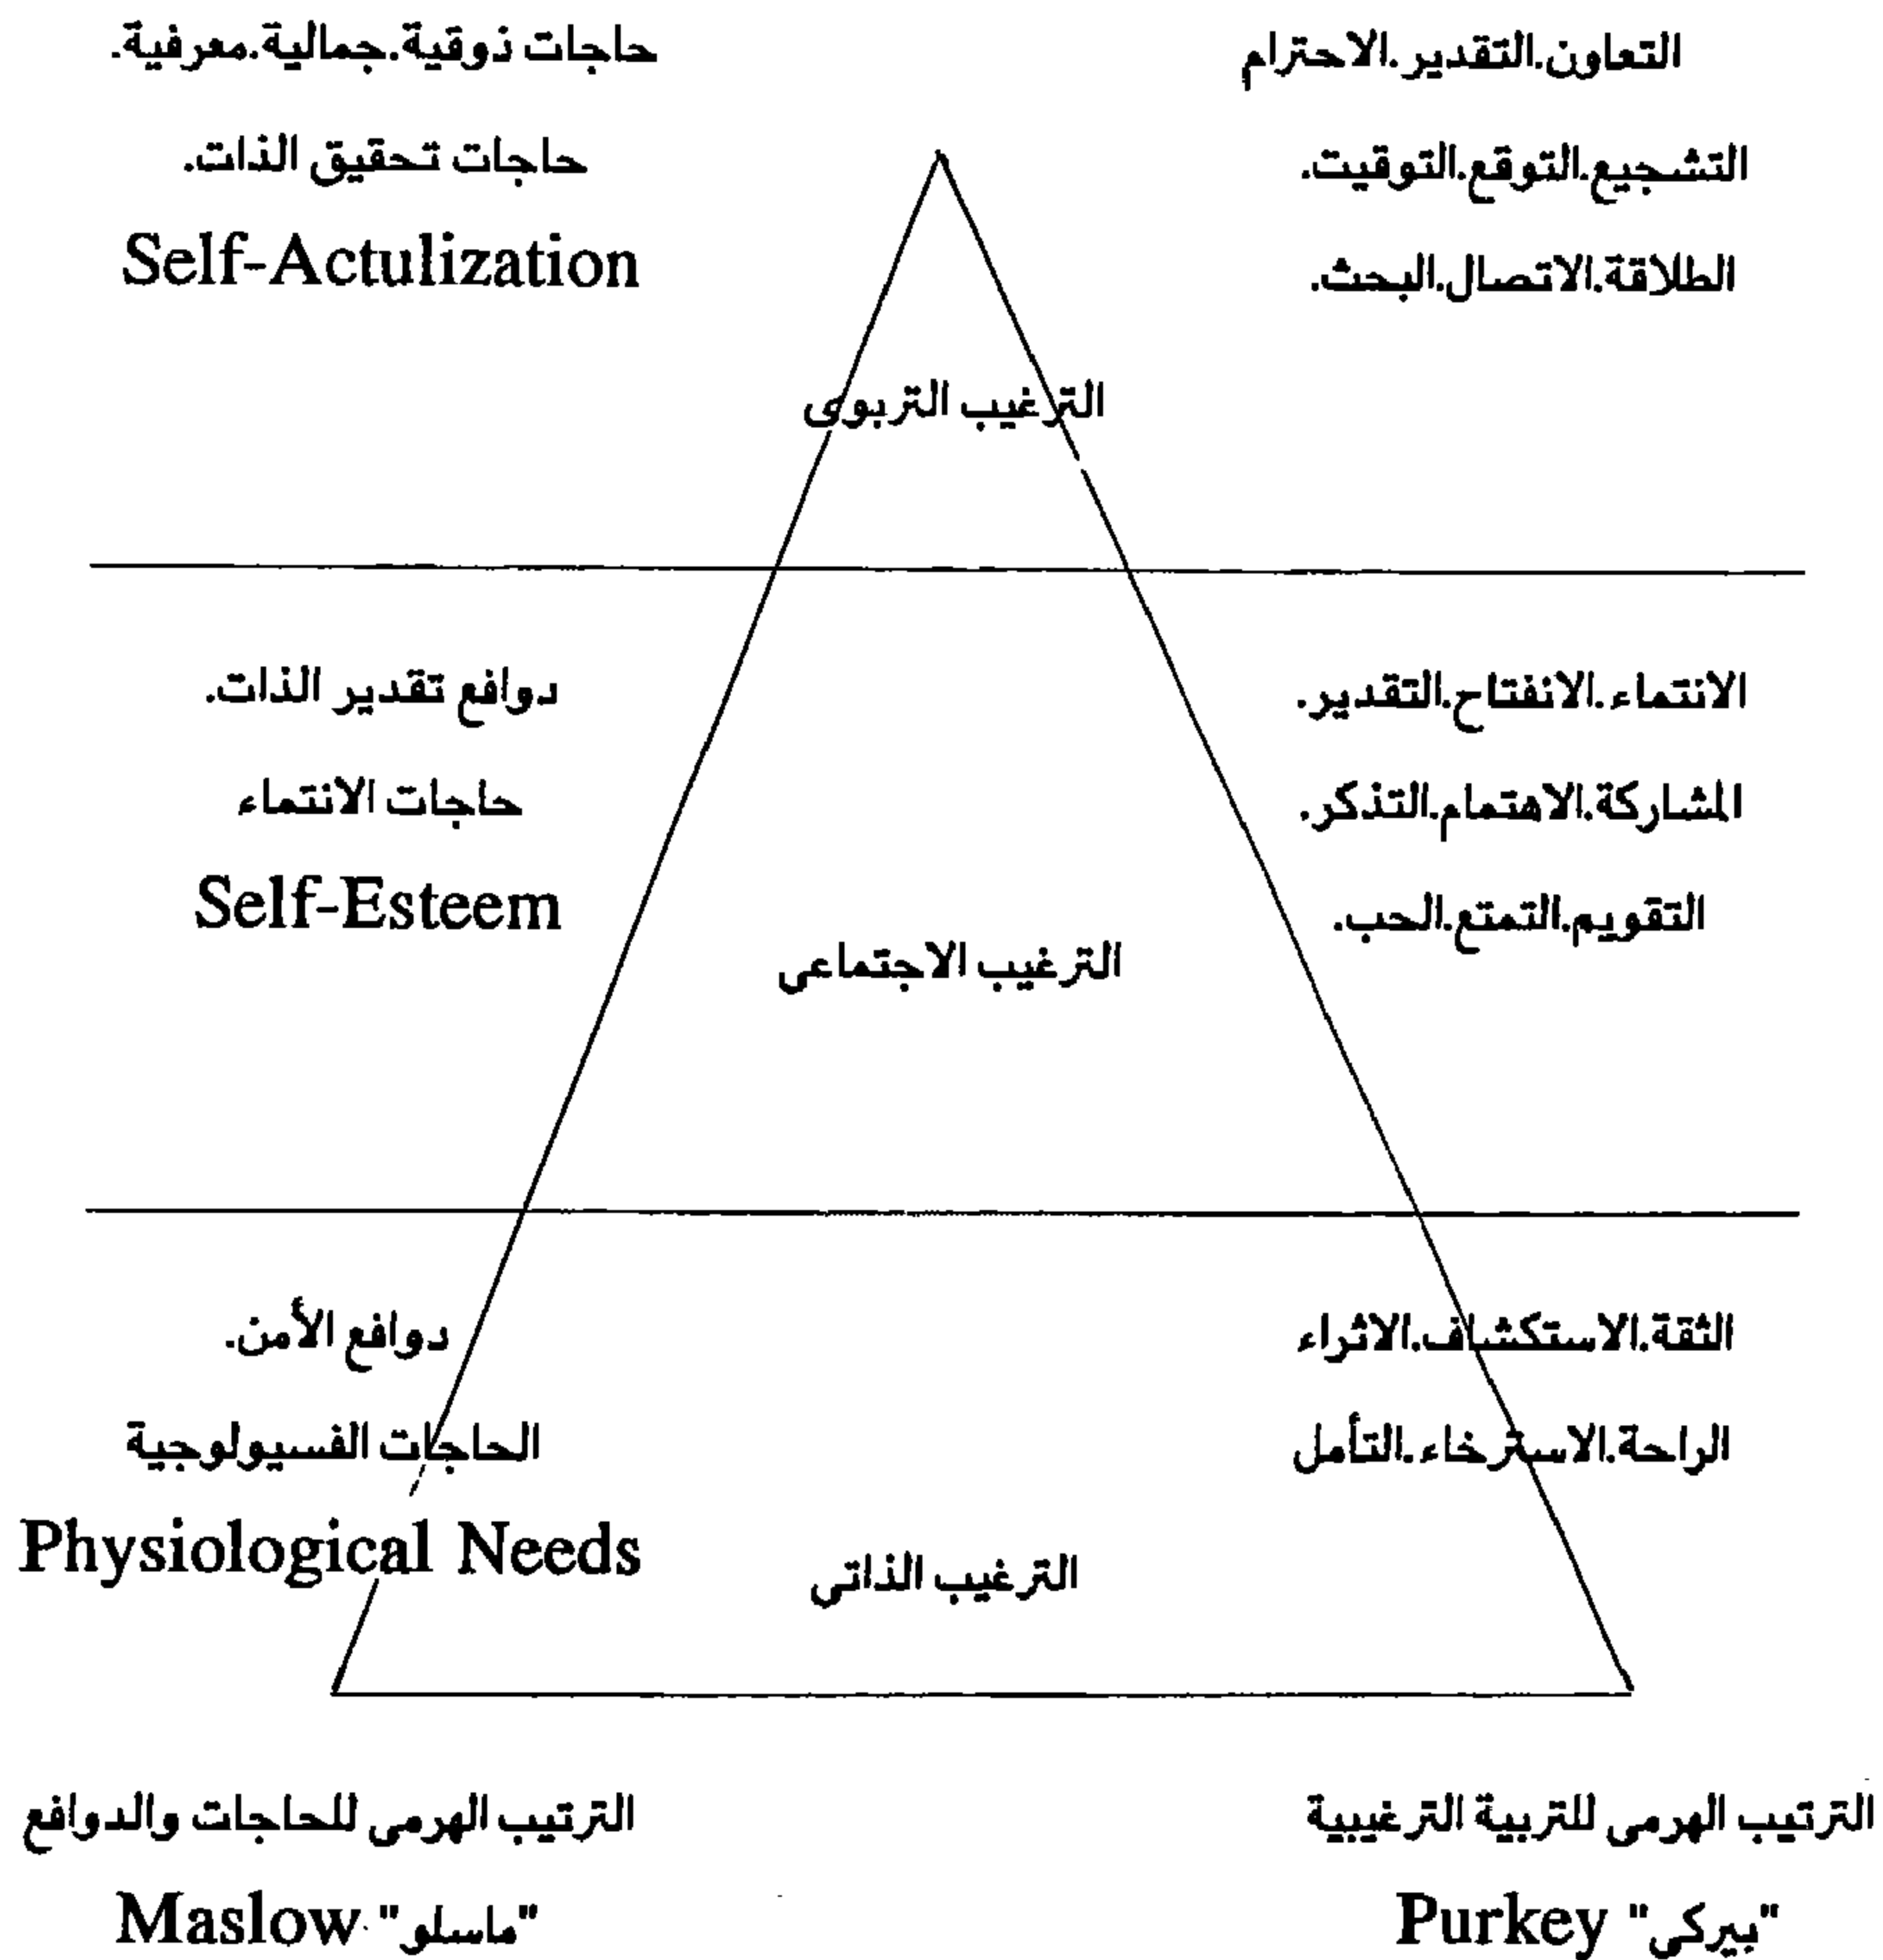 التعاون.التقدير.الاحترام
التشجيع.التوقع.التوقيت.
الطلاقة.الاتصال.البحث.
حاجات ذوقية.جمالية.معرفية.
حاجات تحقيق الذات.
Self-Actulization
الترغيب التربوى
الانتماء.الانفتاح.التقدير.
المشاركة.الاهتمام.التذكر.
التقويم.التمتع.الحب.
دوافع تقدير الذات.
حاجات الانتماء
Self-Esteem
الترغيب الاجتماعى
الثقة.الاستكشاف.الاثراء
الراحة.الاسترخاء.التأمل
دوافع الأمن.
الحاجات الفسيولوجية
Physiological Needs
الترغيب الذاتى
الترتيب الهرمى للتربية الترغيبية
"بيركى" Purkey
الترتيب الهرمى للحاجات والدوافع
"ماسلو" Maslow